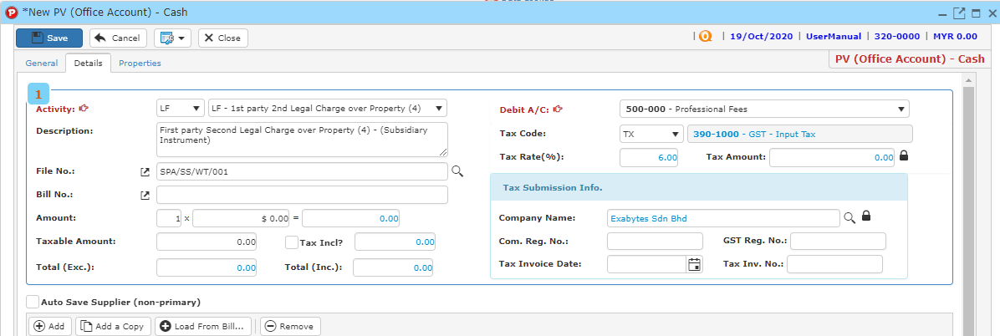 *New PV (Office Account) - Cash
Save Cancel Close | | 19/Oct/2020 | UserManual | 320-0000 | MYR 0.00
General Details Properties PV (Office Account) - Cash
1
Activity: LF LF - 1st party 2nd Legal Charge over Property (4) Debit A/C: 500-000 - Professional Fees
Description: First party Second Legal Charge over Property (4) - (Subsidiary
Instrument)
Tax Code: TX 390-1000 - GST - Input Tax
Tax Rate(%): 6.00 Tax Amount: 0.00
File No.: SPA/SS/WT/001
Tax Submission Info.
Bill No.:
Amount: 1 x $ 0.00 = 0.00 Company Name: Exabytes Sdn Bhd
Taxable Amount: 0.00 Tax Incl? 0.00 Com. Reg. No.: GST Reg. No.:
Total (Exc.): 0.00 Total (Inc.): 0.00 Tax Invoice Date: Tax Inv. No.:
Auto Save Supplier (non-primary)
Add Add a Copy Load From Bill... Remove